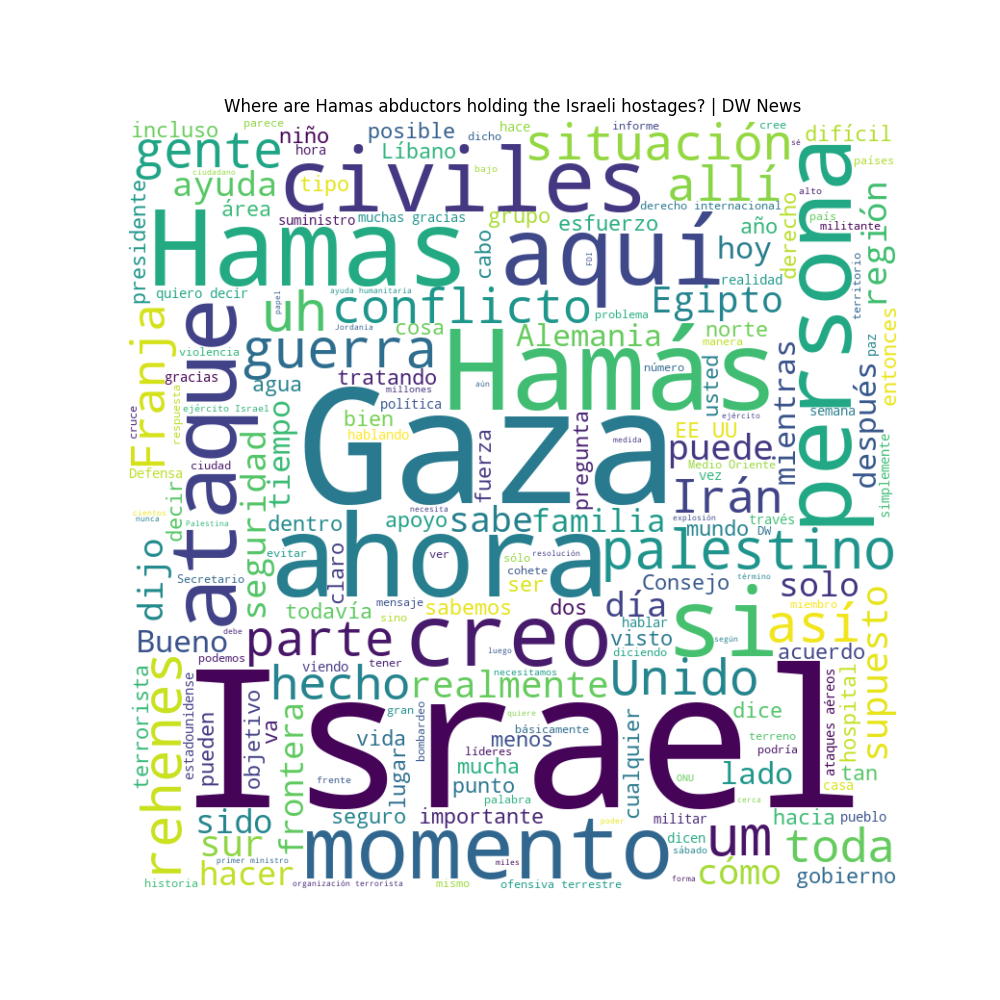 Where are Hamas abductors holding the Israeli hostages? | DW News
incluso
parece
niño
hora
posible
dicho
hace
informe
cree
sé
difícil
gente
ciudadano
Líbano
bajo
situación
países
persona
presidente
ayuda
tipo
civiles
allí
alto
área
suministro
muchas gracias
grupo
esfuerzo
derecho internacional
año
derecho
país
militante
región
Hamas
cabo
aquí
FDI
hoy
realidad
territorio
quiero decir
papel
ayuda humanitaria
uh
conflicto
Jordania
cosa
problema
Egipto
Franja
ataque
guerra
Alemania
norte
manera
entonces
paz
violencia
gracias
agua
tratando
millones
política
Hamás
aún
número
usted
mientras
después
semana
simplemente
cruce
respuesta
ejército Israel
tiempo
bien
hablando
Gaza
fuerza
pregunta
medida
ejército
EE UU
puede
Medio Oriente
vez
Defensa
ciudad
decir
seguridad
Irán
cientos
nunca
Palestina
dentro
apoyo
necesita
sabe
familia
explosión
mundo
DW
través
dijo
evitar
claro
ahora
ver
sólo
resolución
cohete
palestino
Secretario
ser
Consejo
término
solo
todavía
mensaje
sabemos
dos
día
si
miembro
así
supuesto
Bueno
debe
parte
sino
creo
hablar
visto
diciendo
según
acuerdo
podemos
rehenes
terrorista
estadounidense
viendo
tener
luego
necesitamos
hecho
realmente
Unido
pueden
objetivo
va
frontera
Israel
gran
quiere
dice
hospital
vida
lugara
bombardeo
líderes
menos
básicamente
cualquier
terreno
podría
ataques aéreos
frente
mucha
punto
ONU
lado
casa
tan
palabra
cerca
sido
seguro
importante
poder
militar
hacia
pueblo
sur
momento
dicen
sábado
um
toda
primer ministro
miles
hacer
historia
organización terrorista
mismo
ofensiva terrestre
forma
cómo
gobierno